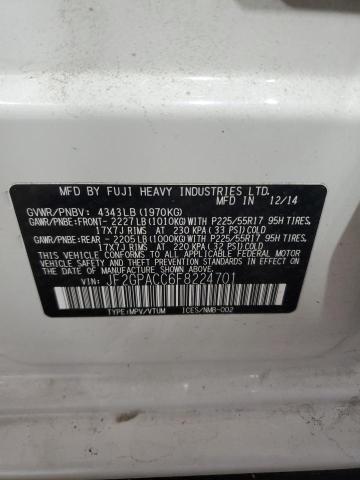 MFD BY FUJI HEAVY INDUSTRIES LTD.
IN 12/14
GVWR/PNBV: 4343LB(1970KG)
GAWR/PNBE:FRONT- 2227LB(1010KG)WITH P225/55R17 95H TIRES
17X7J RIMS AT 230 KPA(33 PSI)COLD
GAWR/PNBE:REAR - 2205LB(1000KG)WITH P225/55R17 95H TIRES
17X7J RIMS AT 220 KPA(32 PSI)COLD
THIS VEHICLE CONFORMS TO ALL APPLICABLE FEDERAL MOTOR VEHICLE SAFETY AND BUMPER STANDARDS IN EFFECT
ON THE DATE OF MANUFACTURE SHOWN ABOVE.
VIN: JF2GPACC6F8224701
TYPE:MPV/VTUM ICES/NMB-002